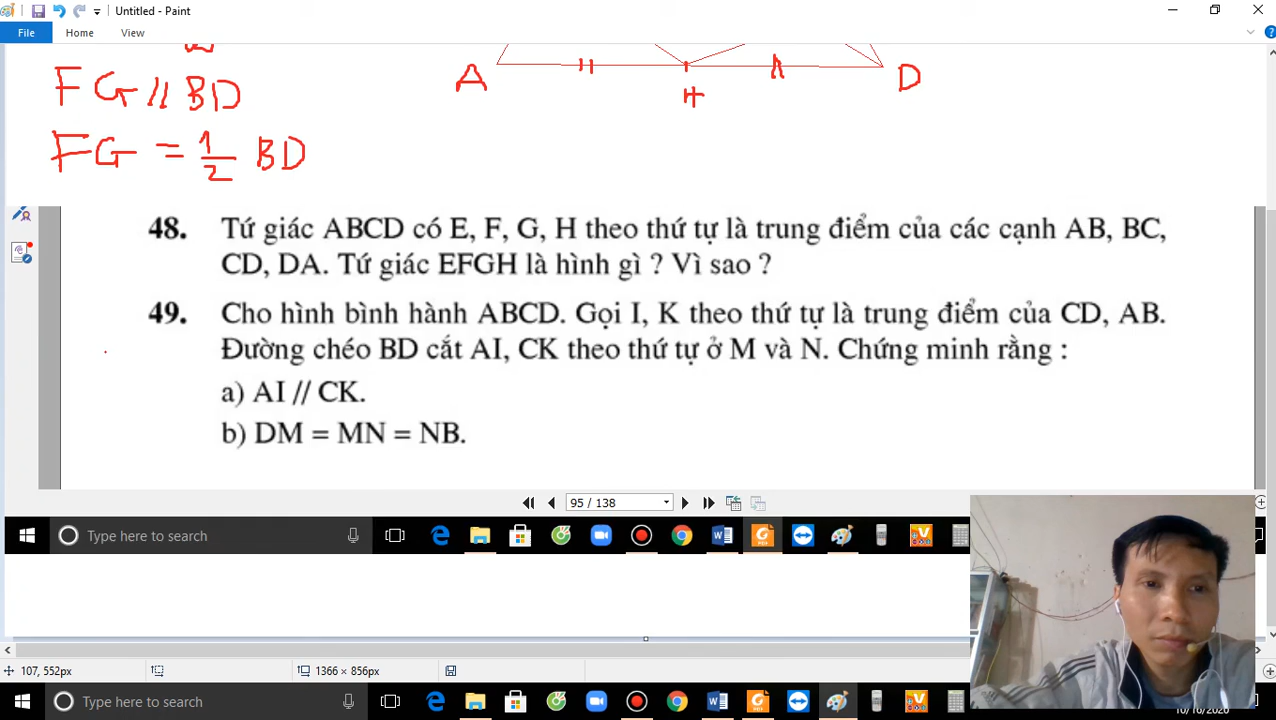 Untitled - Paint
File Home View
A
D
H
FG // BD
FG = 1/2 BD
48. Tứ giác ABCD có E, F, G, H theo thứ tự là trung điểm của các cạnh AB, BC,
CD, DA. Tứ giác EFGH là hình gì ? Vì sao ?
49. Cho hình bình hành ABCD. Gọi I, K theo thứ tự là trung điểm của CD, AB.
Đường chéo BD cắt AI, CK theo thứ tự ở M và N. Chứng minh rằng :
a) AI // CK.
b) DM = MN = NB.
95 / 138
Type here to search
107, 552px
1366 × 856px
Type here to search
10/16/2020